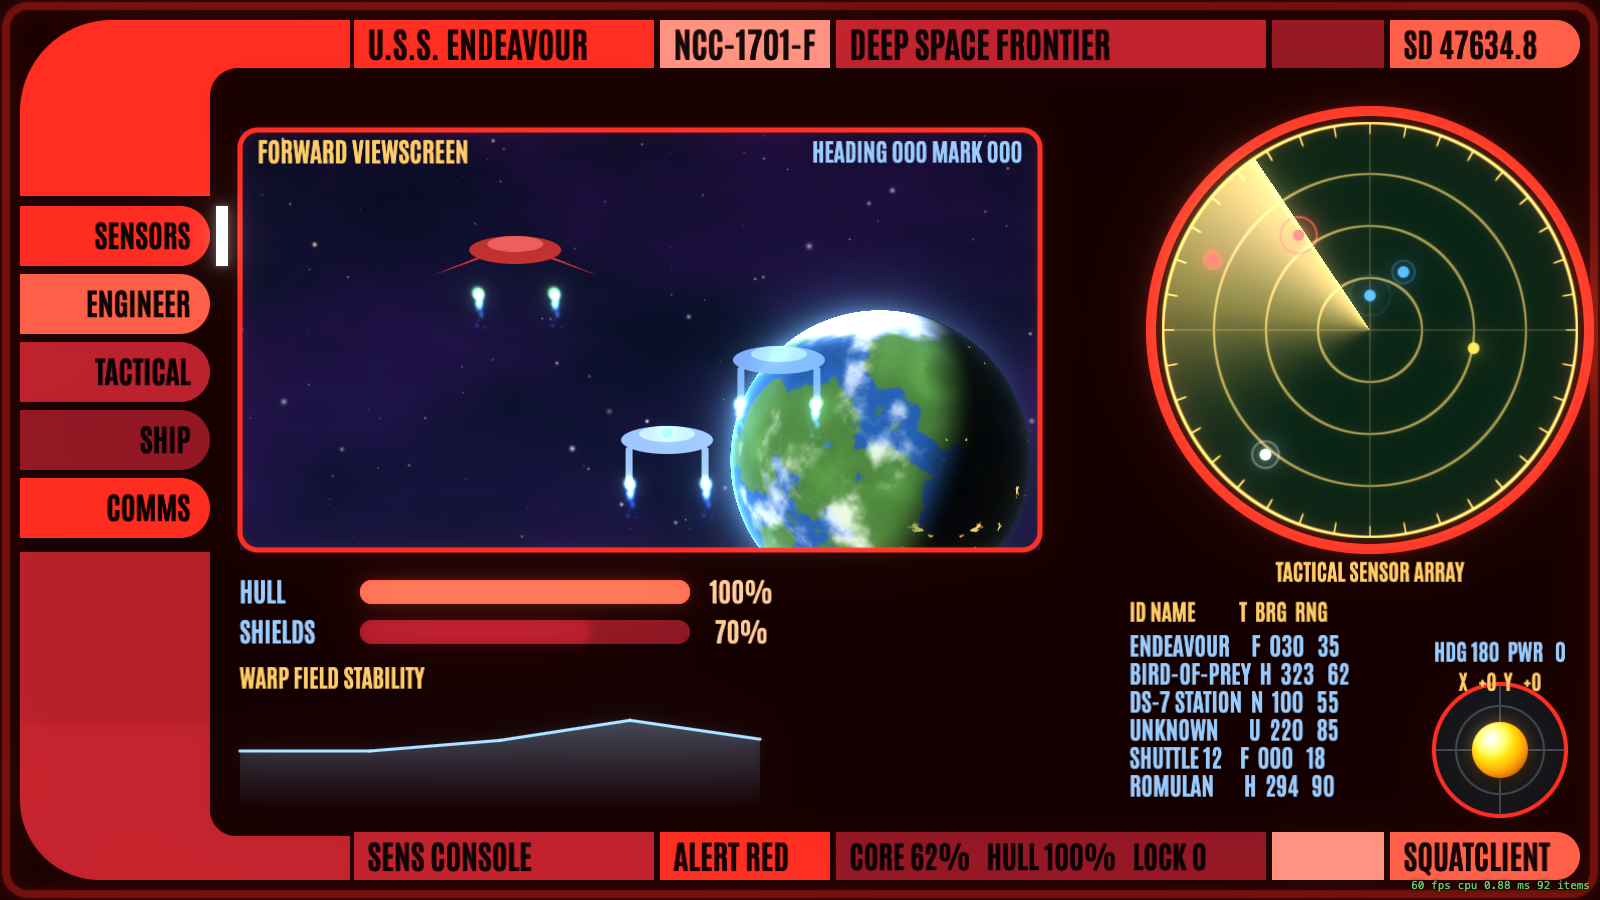 U.S.S. ENDEAVOUR NCC-1701-F DEEP SPACE FRONTIER SD 47634.8
FORWARD VIEWSCREEN HEADING 000 MARK 000
SENSORS
ENGINEER
TACTICAL
SHIP
COMMS
HULL 100%
SHIELDS 70%
WARP FIELD STABILITY
TACTICAL SENSOR ARRAY
ID NAME T BRG RNG
ENDEAVOUR F 030 35
BIRD-OF-PREY H 323 62
DS-7 STATION N 100 55
UNKNOWN U 220 85
SHUTTLE 12 F 000 18
ROMULAN H 294 90
HDG 180 PWR 0
X +0 Y +0
SENS CONSOLE ALERT RED CORE 62% HULL 100% LOCK 0 SQUATCLIENT
60 fps cpu 0.88 ms 92 items